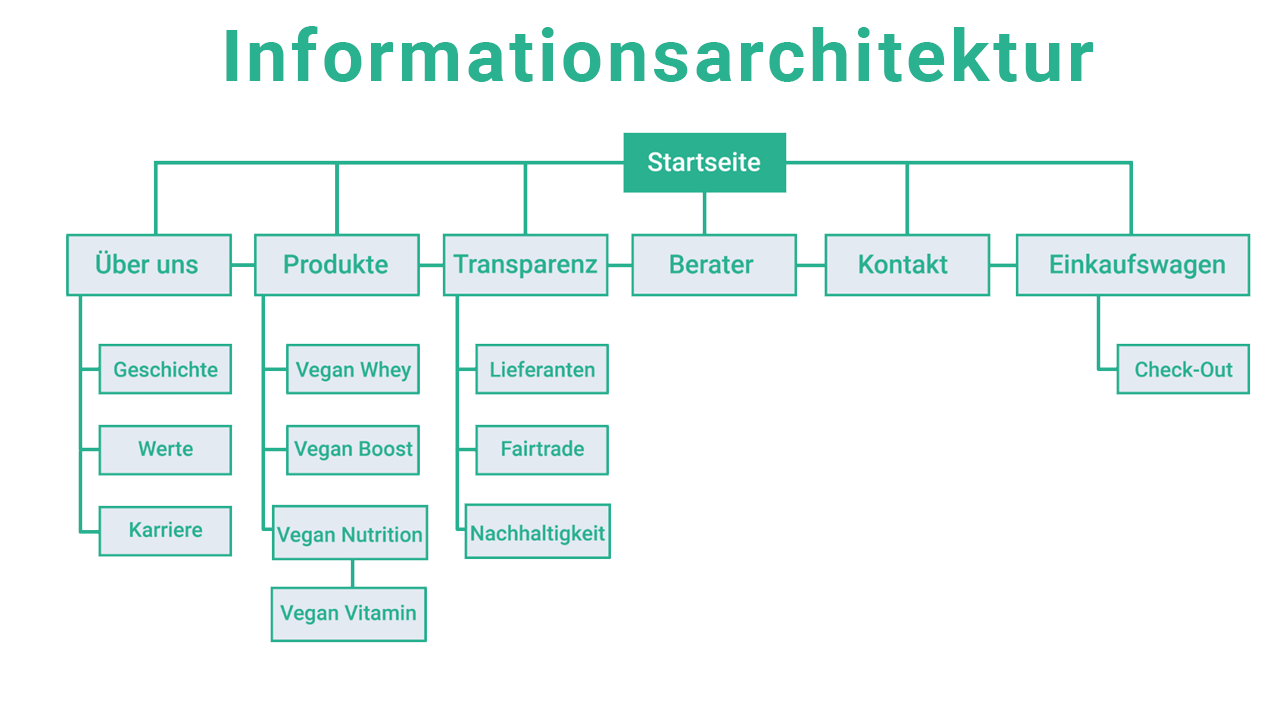 Informationsarchitektur
Startseite
Über uns
Produkte
Transparenz
Berater
Kontakt
Einkaufswagen
Geschichte
Vegan Whey
Lieferanten
Check-Out
Werte
Vegan Boost
Fairtrade
Karriere
Vegan Nutrition
Nachhaltigkeit
Vegan Vitamin